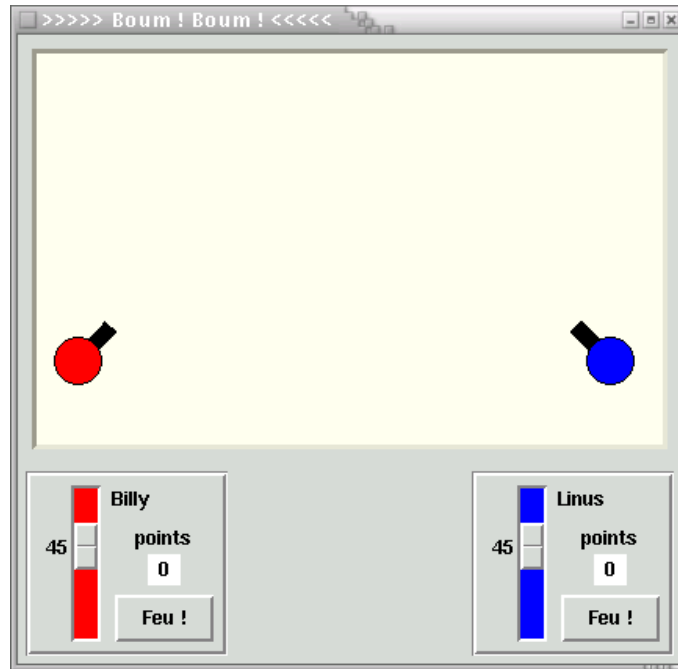 >>>>> Boum ! Boum ! <<<<<
Billy
45
points
0
Feu !
Linus
45
points
0
Feu !